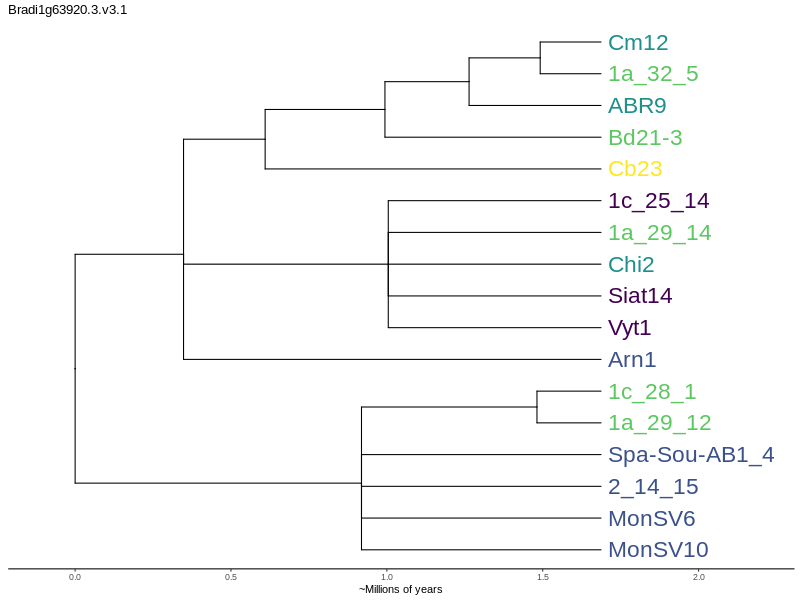 Bradi1g63920.3.v3.1
Cm12
1a_32_5
ABR9
Bd21-3
Cb23
1c_25_14
1a_29_14
Chi2
Siat14
Vyt1
Arn1
1c_28_1
1a_29_12
Spa-Sou-AB1_4
2_14_15
MonSV6
MonSV10
0.0 0.5 1.0 1.5 2.0
~Millions of years